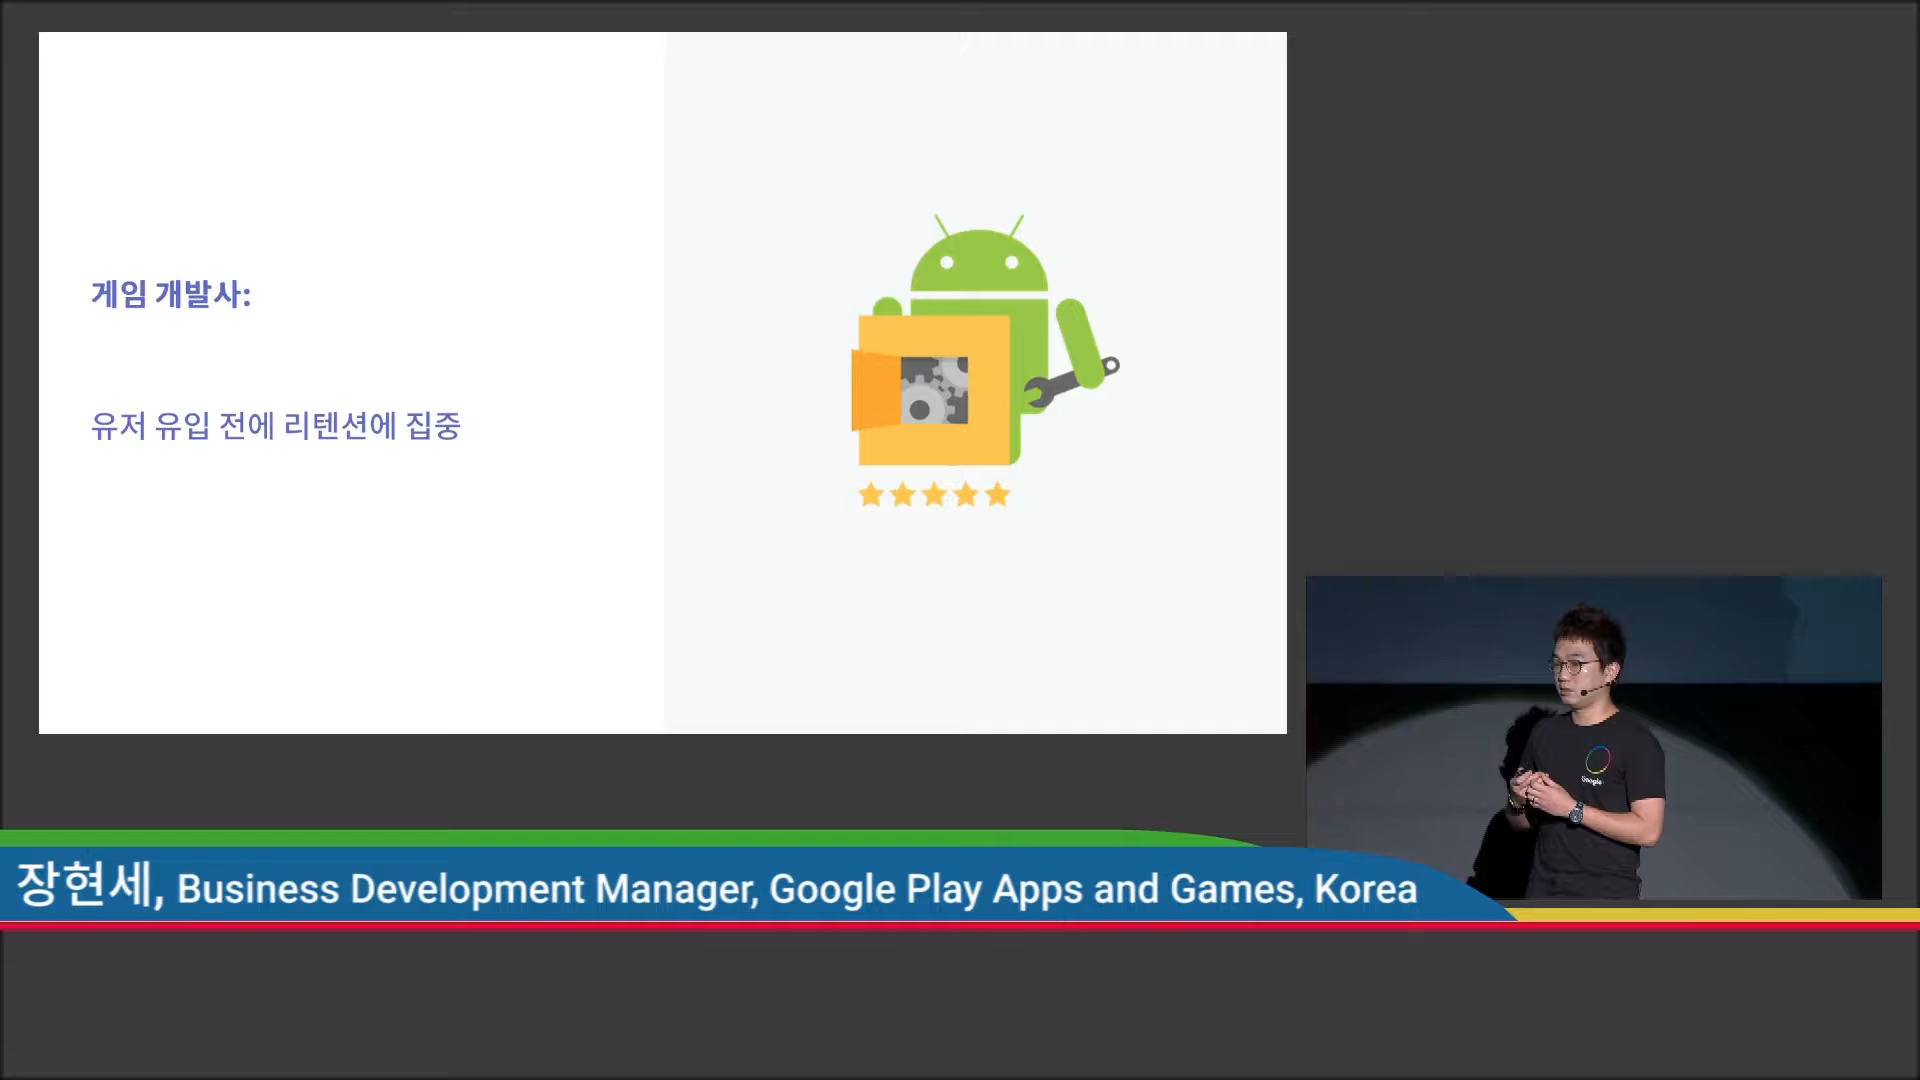 게임 개발사:
유저 유입 전에 리텐션에 집중
Google
장현세, Business Development Manager, Google Play Apps and Games, Korea